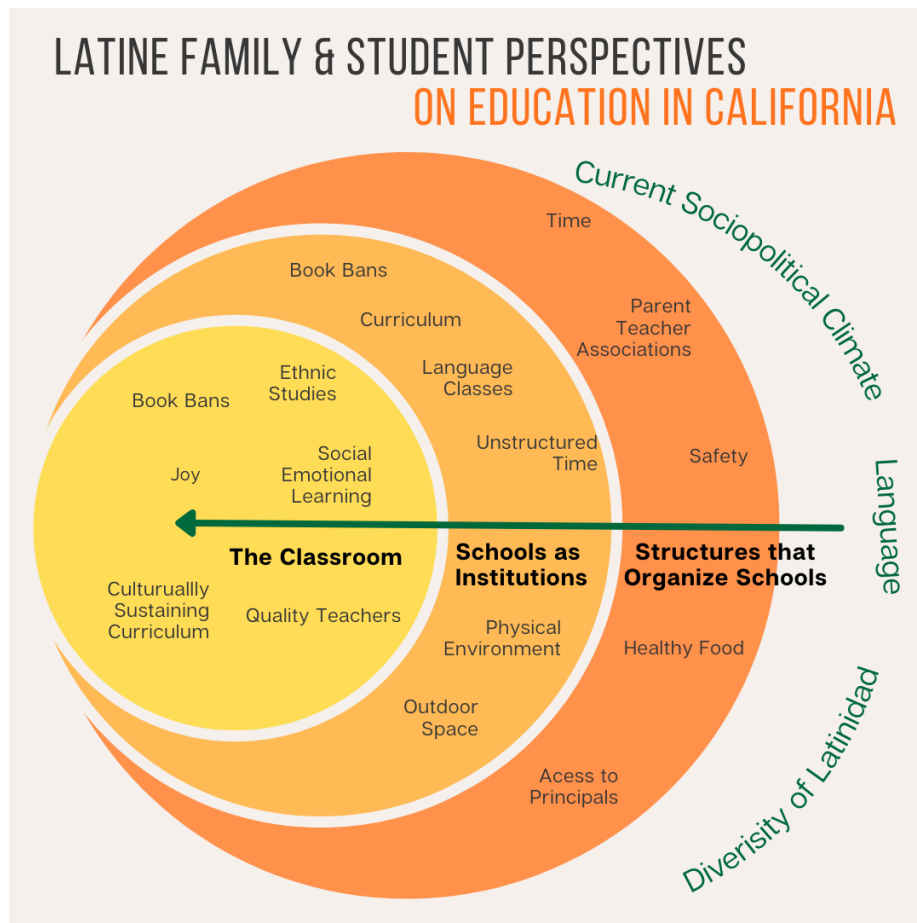 LATINE FAMILY & STUDENT PERSPECTIVES
ON EDUCATION IN CALIFORNIA
Current Sociopolitical Climate
Language
Diverisity of Latinidad
Time
Parent
Teacher
Associations
Safety
Structures that
Organize Schools
Healthy Food
Acess to
Principals
Book Bans
Curriculum
Language
Classes
Unstructured
Time
Schools as
Institutions
Physical
Environment
Outdoor
Space
Ethnic
Studies
Book Bans
Social
Emotional
Learning
Joy
The Classroom
Culturuallly
Sustaining
Curriculum
Quality Teachers